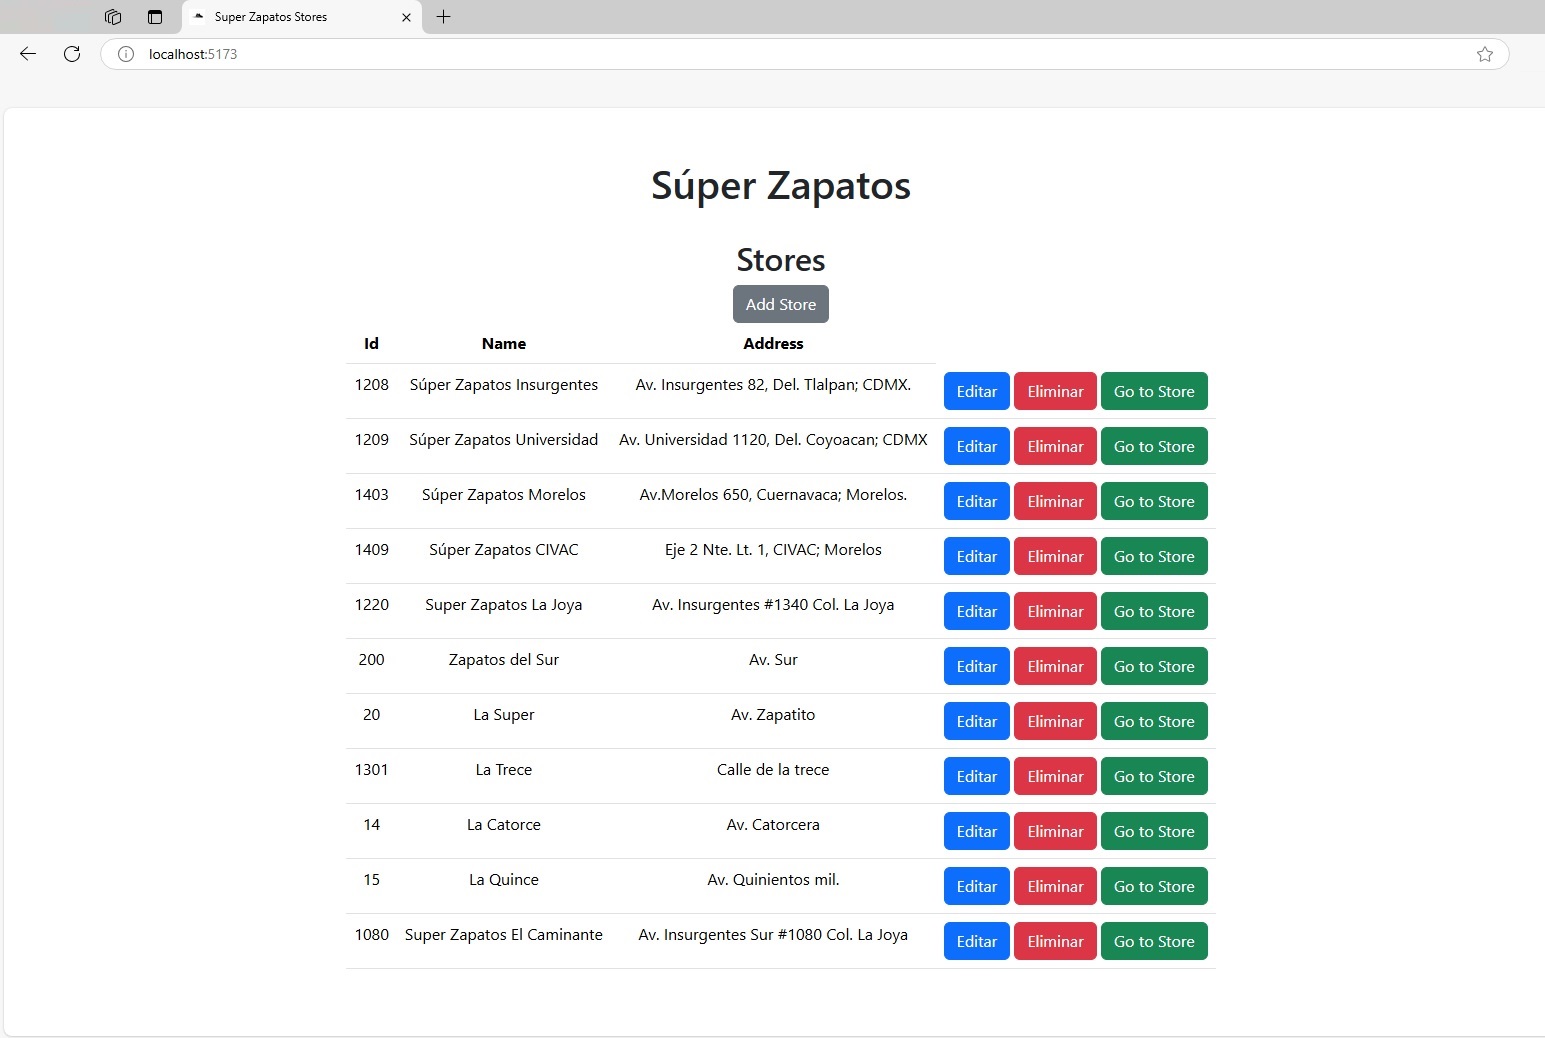 Super Zapatos Stores
localhost:5173
Súper Zapatos
Stores
Add Store
Id Name Address
1208 Súper Zapatos Insurgentes Av. Insurgentes 82, Del. Tlalpan; CDMX. Editar Eliminar Go to Store
1209 Súper Zapatos Universidad Av. Universidad 1120, Del. Coyoacan; CDMX Editar Eliminar Go to Store
1403 Súper Zapatos Morelos Av.Morelos 650, Cuernavaca; Morelos. Editar Eliminar Go to Store
1409 Súper Zapatos CIVAC Eje 2 Nte. Lt. 1, CIVAC; Morelos Editar Eliminar Go to Store
1220 Super Zapatos La Joya Av. Insurgentes #1340 Col. La Joya Editar Eliminar Go to Store
200 Zapatos del Sur Av. Sur Editar Eliminar Go to Store
20 La Super Av. Zapatito Editar Eliminar Go to Store
1301 La Trece Calle de la trece Editar Eliminar Go to Store
14 La Catorce Av. Catorcera Editar Eliminar Go to Store
15 La Quince Av. Quinientos mil. Editar Eliminar Go to Store
1080 Super Zapatos El Caminante Av. Insurgentes Sur #1080 Col. La Joya Editar Eliminar Go to Store